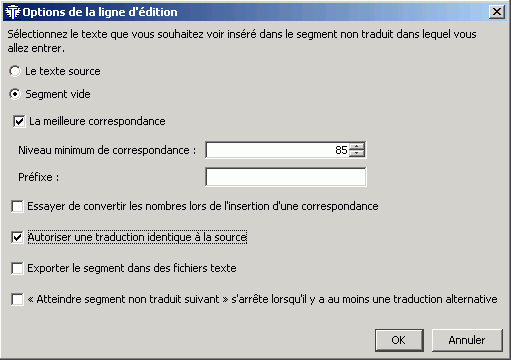 Options de la ligne d'édition
Sélectionnez le texte que vous souhaitez voir inséré dans le segment non traduit dans lequel vous
allez entrer.
Le texte source
Segment vide
La meilleure correspondance
Niveau minimum de correspondance :
85
Préfixe :
Essayer de convertir les nombres lors de l'insertion d'une correspondance
Autoriser une traduction identique à la source
Exporter le segment dans des fichiers texte
« Atteindre segment non traduit suivant » s'arrête lorsqu'il y a au moins une traduction alternative
OK
Annuler